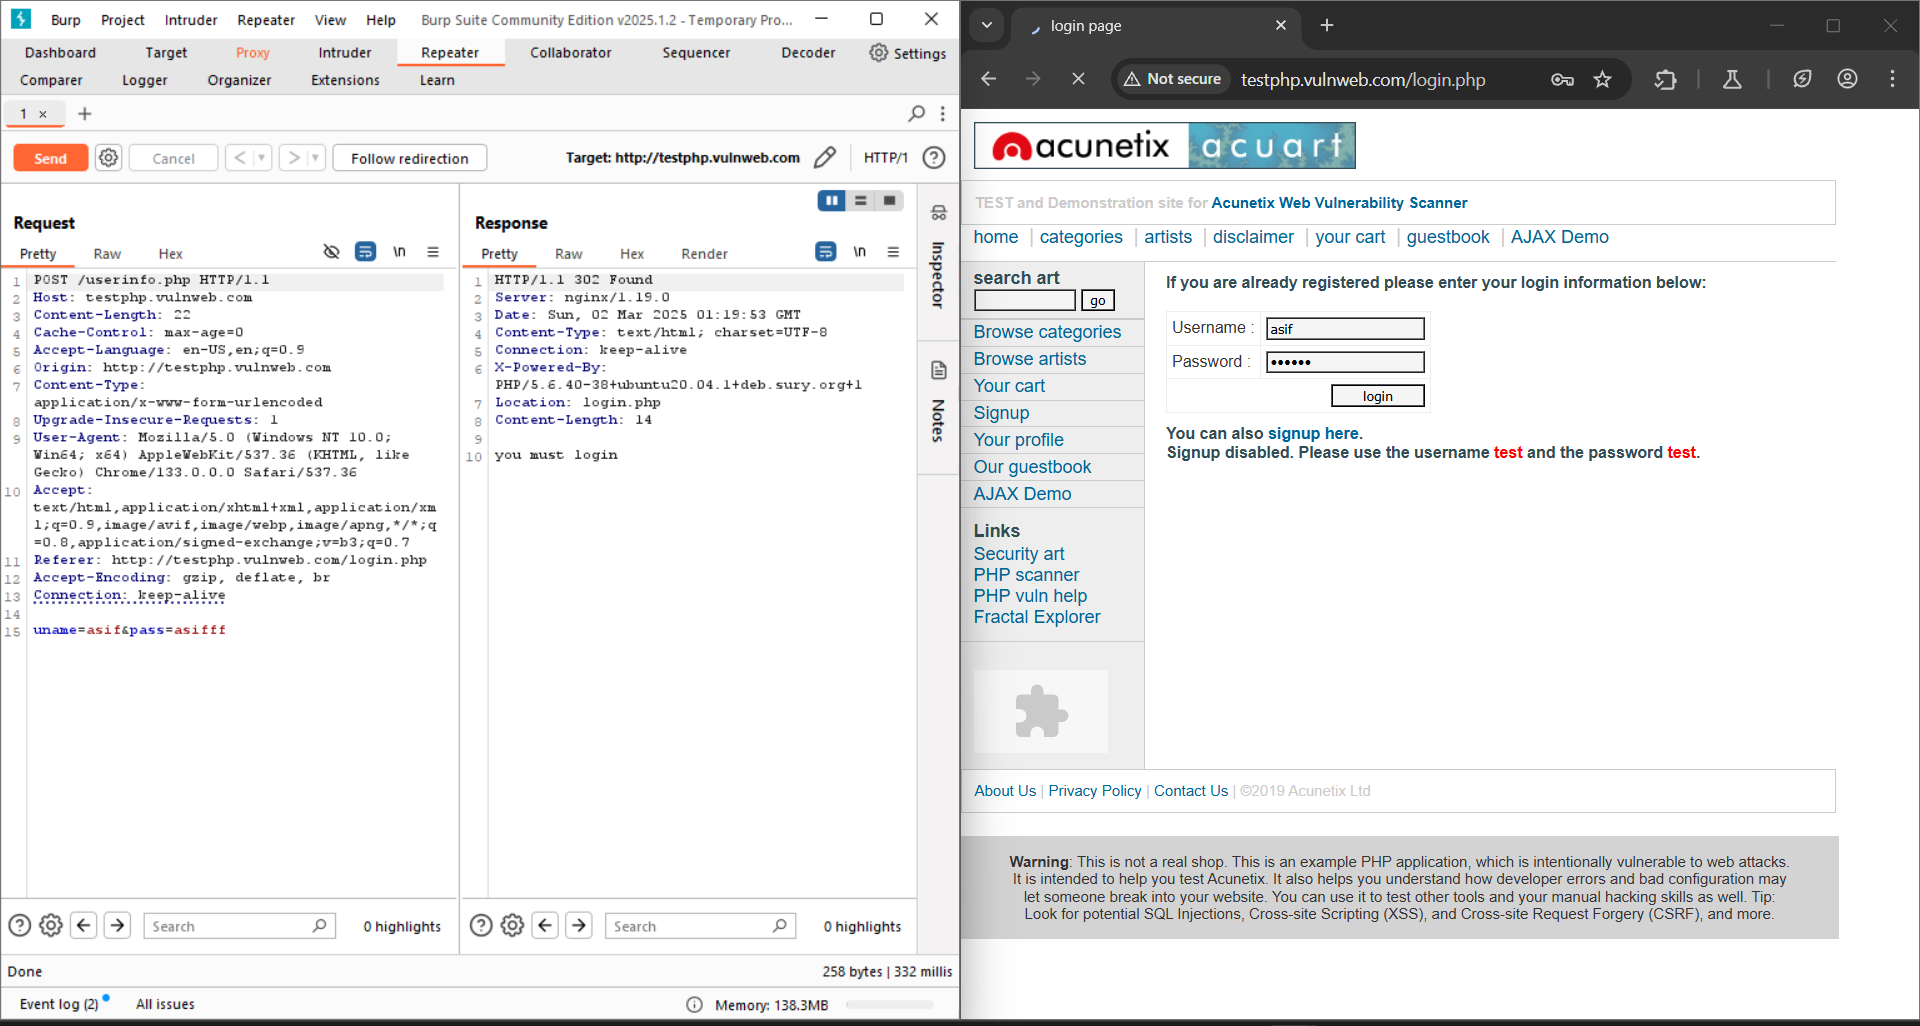 Burp Project Intruder Repeater View Help Burp Suite Community Edition v2025.1.2 - Temporary Pro...
Dashboard Target Proxy Intruder Repeater Collaborator Sequencer Decoder Settings
Comparer Logger Organizer Extensions Learn
1 × +
Send Cancel < > Follow redirection Target: http://testphp.vulnweb.com HTTP/1 ?
Request
Pretty Raw Hex \n
1 POST /userinfo.php HTTP/1.1
2 Host: testphp.vulnweb.com
3 Content-Length: 22
4 Cache-Control: max-age=0
5 Accept-Language: en-US,en;q=0.9
6 Origin: http://testphp.vulnweb.com
7 Content-Type:
application/x-www-form-urlencoded
8 Upgrade-Insecure-Requests: 1
9 User-Agent: Mozilla/5.0 (Windows NT 10.0;
Win64; x64) AppleWebKit/537.36 (KHTML, like
Gecko) Chrome/133.0.0.0 Safari/537.36
10 Accept:
text/html,application/xhtml+xml,application/xm
l;q=0.9,image/avif,image/webp,image/apng,*/*;q
=0.8,application/signed-exchange;v=b3;q=0.7
11 Referer: http://testphp.vulnweb.com/login.php
12 Accept-Encoding: gzip, deflate, br
13 Connection: keep-alive
14
15 uname=asif&pass=asifff
Response
Pretty Raw Hex Render \n
1 HTTP/1.1 302 Found
2 Server: nginx/1.19.0
3 Date: Sun, 02 Mar 2025 01:19:53 GMT
4 Content-Type: text/html; charset=UTF-8
5 Connection: keep-alive
6 X-Powered-By:
PHP/5.6.40-38+ubuntu20.04.1+deb.sury.org+1
7 Location: login.php
8 Content-Length: 14
9
10 you must login
Inspector
Notes
? Search 0 highlights
? Search 0 highlights
Done 258 bytes | 332 millis
Event log (2) All issues Memory: 138.3MB
login page
Not secure testphp.vulnweb.com/login.php
acunetix acuart
TEST and Demonstration site for Acunetix Web Vulnerability Scanner
home | categories | artists | disclaimer | your cart | guestbook | AJAX Demo
search art
go
Browse categories
Browse artists
Your cart
Signup
Your profile
Our guestbook
AJAX Demo
Links
Security art
PHP scanner
PHP vuln help
Fractal Explorer
If you are already registered please enter your login information below:
Username : asif
Password : ••••••
login
You can also signup here.
Signup disabled. Please use the username test and the password test.
About Us | Privacy Policy | Contact Us | ©2019 Acunetix Ltd
Warning: This is not a real shop. This is an example PHP application, which is intentionally vulnerable to web attacks.
It is intended to help you test Acunetix. It also helps you understand how developer errors and bad configuration may
let someone break into your website. You can use it to test other tools and your manual hacking skills as well. Tip:
Look for potential SQL Injections, Cross-site Scripting (XSS), and Cross-site Request Forgery (CSRF), and more.